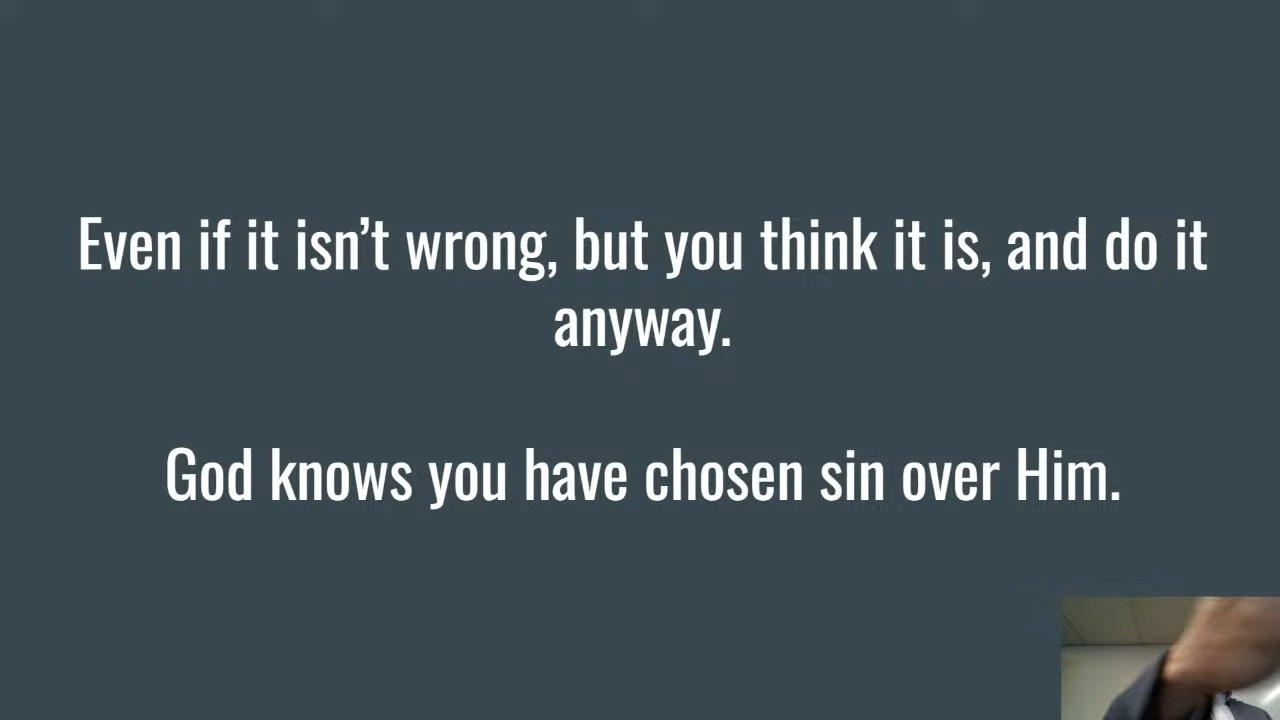 Even if it isn’t wrong, but you think it is, and do it
anyway.
God knows you have chosen sin over Him.